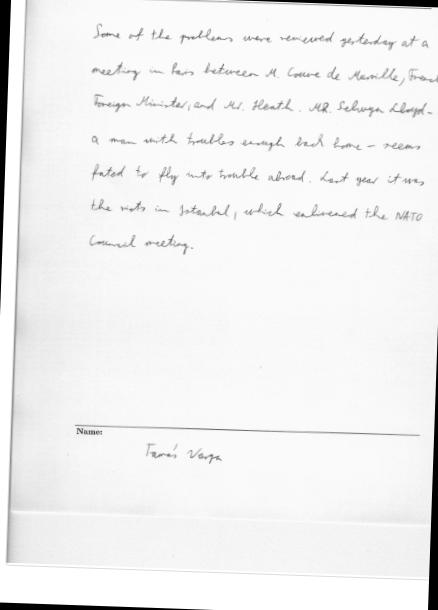 Some of the problems were reviewed yesterday at a
meeting in Paris between M. Couve de Murville, French
Foreign Minister, and Mr. Heath. MR. Selwyn Lloyd -
a man with troubles enough back home - seems
fated to fly into trouble abroad. Last year it was
the riots in Istanbul, which enlivened the NATO
Council meeting.
Name:
Tamás Varga